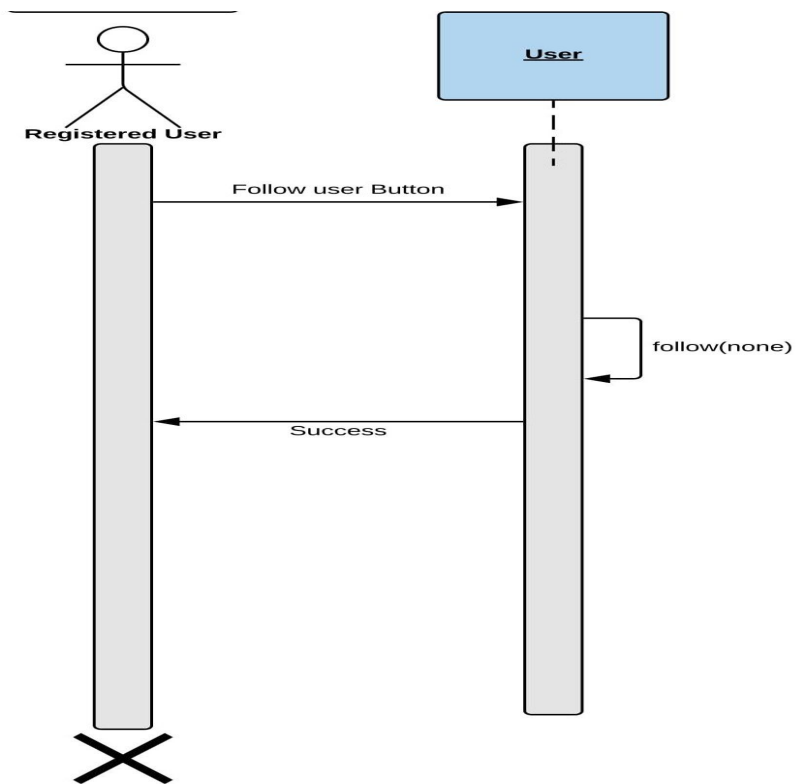 User
Registered User
Follow user Button
follow(none)
Success